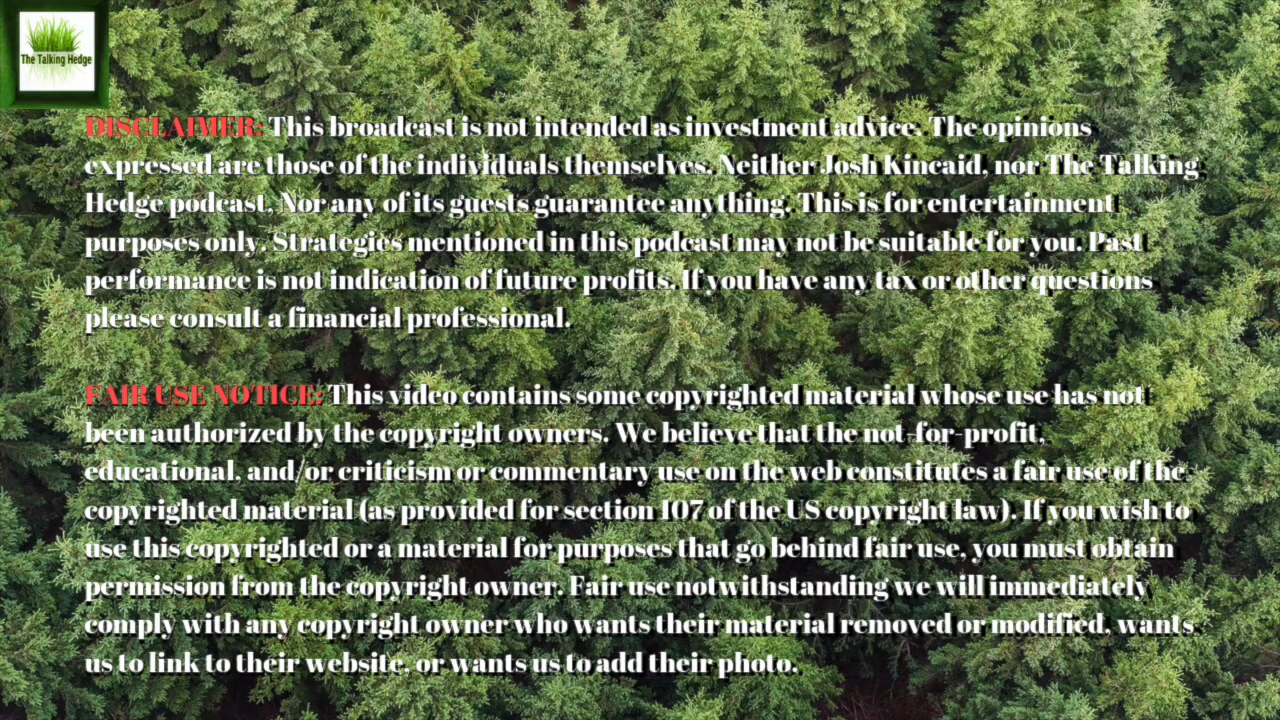 The Talking Hedge
DISCLAIMER: This broadcast is not intended as investment advice. The opinions
expressed are those of the individuals themselves. Neither Josh Kincaid, nor The Talking
Hedge podcast, Nor any of its guests guarantee anything. This is for entertainment
purposes only. Strategies mentioned in this podcast may not be suitable for you. Past
performance is not indication of future profits. If you have any tax or other questions
please consult a financial professional.
FAIR USE NOTICE: This video contains some copyrighted material whose use has not
been authorized by the copyright owners. We believe that the not-for-profit,
educational, and/or criticism or commentary use on the web constitutes a fair use of the
copyrighted material (as provided for section 107 of the US copyright law). If you wish to
use this copyrighted or a material for purposes that go behind fair use, you must obtain
permission from the copyright owner. Fair use notwithstanding we will immediately
comply with any copyright owner who wants their material removed or modified, wants
us to link to their website, or wants us to add their photo.